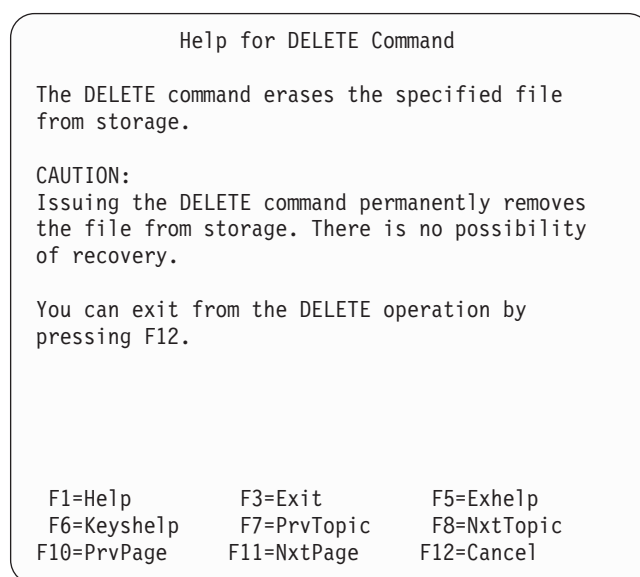 Help for DELETE Command
The DELETE command erases the specified file
from storage.
CAUTION:
Issuing the DELETE command permanently removes
the file from storage. There is no possibility
of recovery.
You can exit from the DELETE operation by
pressing F12.
F1=Help F3=Exit F5=Exhelp
F6=Keyshelp F7=PrvTopic F8=NxtTopic
F10=PrvPage F11=NxtPage F12=Cancel